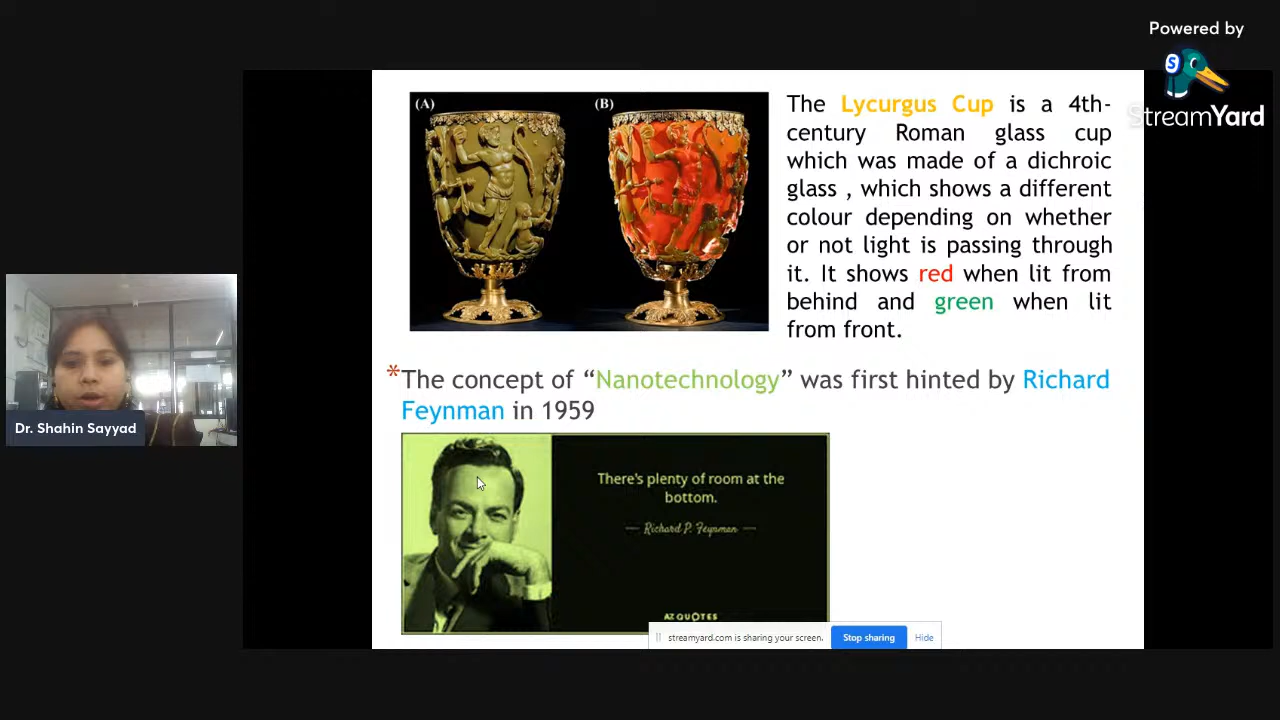 Powered by
StreamYard
(A)
(B)
The Lycurgus Cup is a 4th-
century Roman glass cup
which was made of a dichroic
glass , which shows a different
colour depending on whether
or not light is passing through
it. It shows red when lit from
behind and green when lit
from front.
*The concept of “Nanotechnology” was first hinted by Richard
Feynman in 1959
Dr. Shahin Sayyad
There's plenty of room at the
bottom.
— Richard P. Feynman —
AZ QUOTES
streamyard.com is sharing your screen.
Stop sharing
Hide